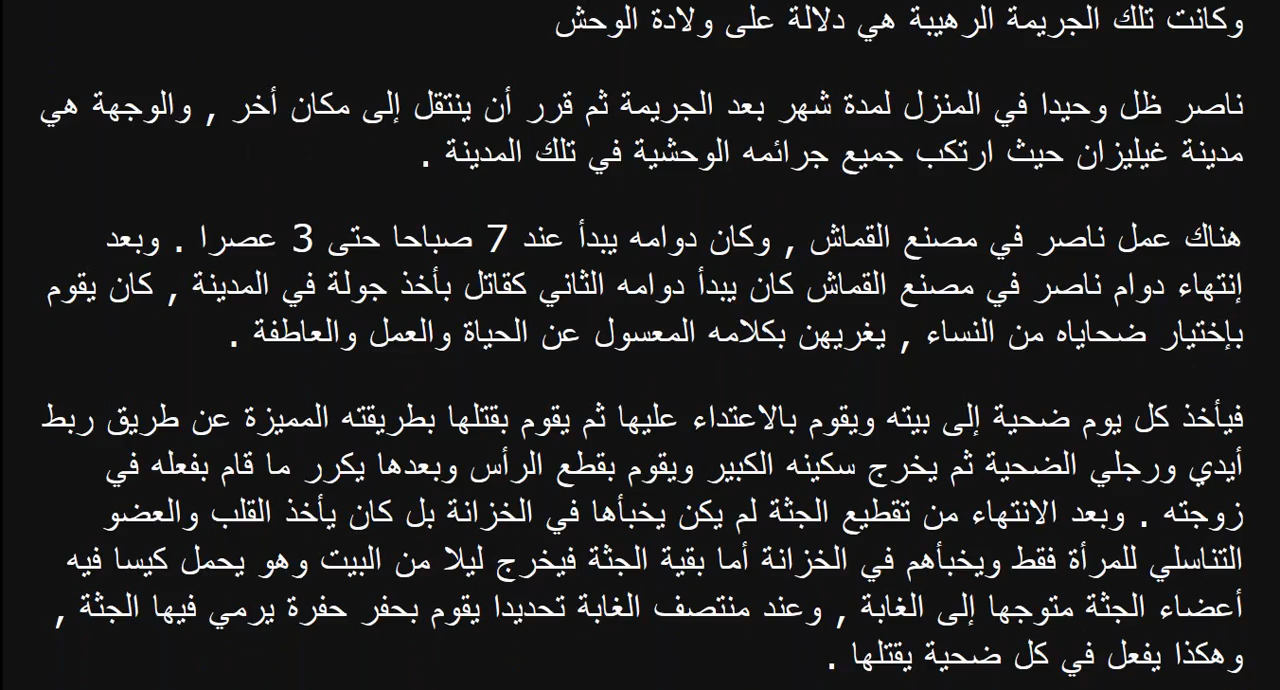 وكانت تلك الجريمة الرهيبة هي دلالة على ولادة الوحش
ناصر ظل وحيدا في المنزل لمدة شهر بعد الجريمة ثم قرر أن ينتقل إلى مكان أخر , والوجهة هي
مدينة غيليزان حيث ارتكب جميع جرائمه الوحشية في تلك المدينة .
هناك عمل ناصر في مصنع القماش , وكان دوامه يبدأ عند 7 صباحا حتى 3 عصرا . وبعد
إنتهاء دوام ناصر في مصنع القماش كان يبدأ دوامه الثاني كقاتل بأخذ جولة في المدينة , كان يقوم
بإختيار ضحاياه من النساء , يغريهن بكلامه المعسول عن الحياة والعمل والعاطفة .
فيأخذ كل يوم ضحية إلى بيته ويقوم بالاعتداء عليها ثم يقوم بقتلها بطريقته المميزة عن طريق ربط
أيدي ورجلي الضحية ثم يخرج سكينه الكبير ويقوم بقطع الرأس وبعدها يكرر ما قام بفعله في
زوجته . وبعد الانتهاء من تقطيع الجثة لم يكن يخبأها في الخزانة بل كان يأخذ القلب والعضو
التناسلي للمرأة فقط ويخبأهم في الخزانة أما بقية الجثة فيخرج ليلا من البيت وهو يحمل كيسا فيه
أعضاء الجثة متوجها إلى الغابة , وعند منتصف الغابة تحديدا يقوم بحفر حفرة يرمي فيها الجثة ,
وهكذا يفعل في كل ضحية يقتلها .